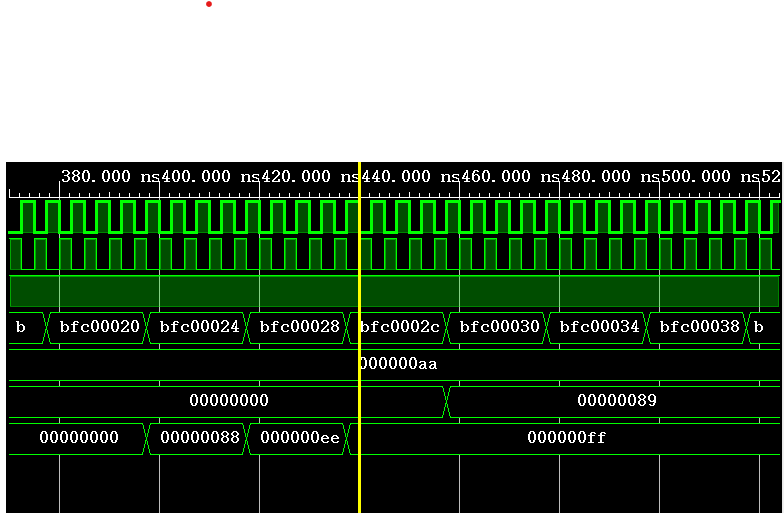 380.000 ns400.000 ns420.000 ns440.000 ns460.000 ns480.000 ns500.000 ns52
b bfc00020 bfc00024 bfc00028 bfc0002c bfc00030 bfc00034 bfc00038 b
000000aa
00000000 00000089
00000000 00000088 000000ee 000000ff